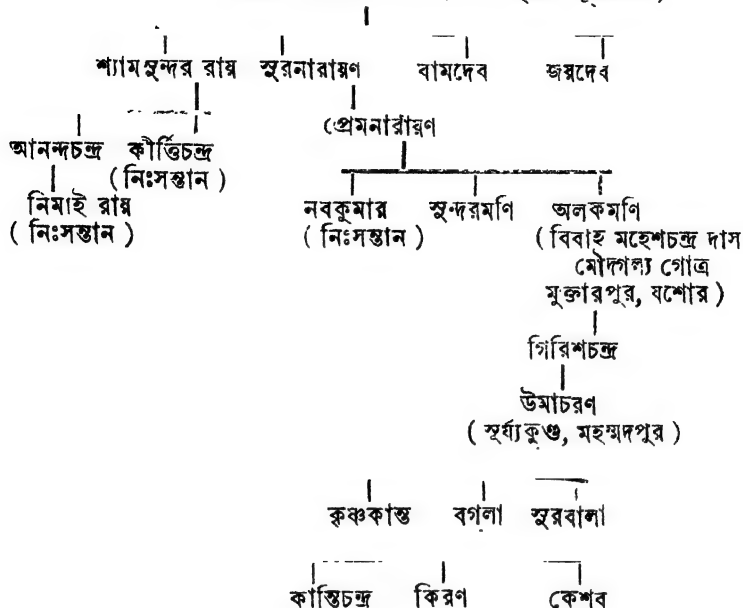 শ্যামসুন্দর রায় সুরনারায়ণ বামদেব জয়দেব
প্রেমনারায়ণ
আনন্দচন্দ্র কীর্ত্তিচন্দ্র
(নিঃসন্তান)
নিমাই রায় নবকুমার সুন্দরমণি অলকমণি
(নিঃসন্তান) (নিঃসন্তান) (বিবাহ মহেশচন্দ্র দাস
মৌদ্গল্য গোত্র
মুক্তারপুর, যশোর)
গিরিশচন্দ্র
উমাচরণ
(সূর্য্যকুণ্ড, মহম্মদপুর)
কৃষ্ণকান্ত বগলা সুরবালা
কান্তিচন্দ্র কিরণ কেশব